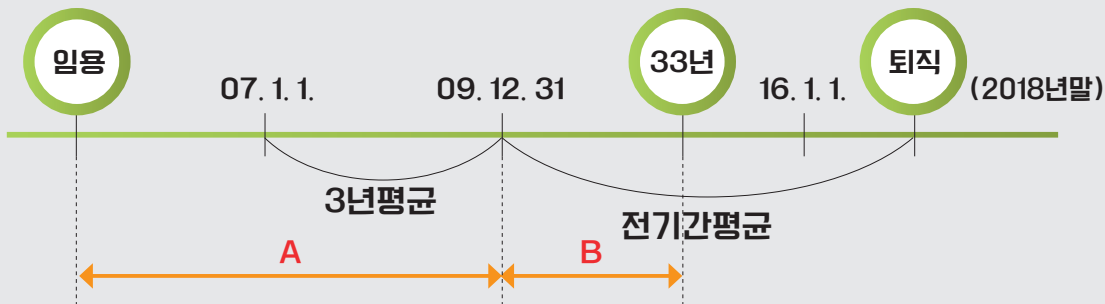 임용
07. 1. 1.
09. 12. 31
33년
16. 1. 1.
퇴직
(2018년말)
3년평균
전기간평균
A
B